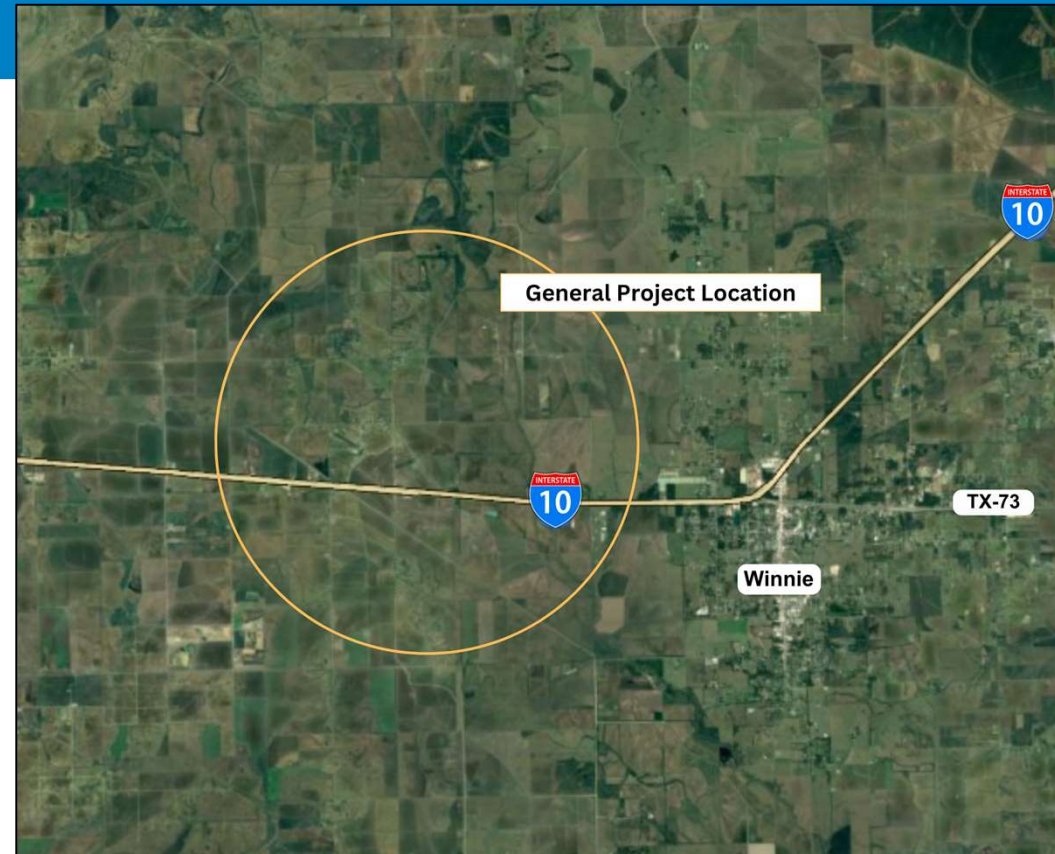 INTERSTATE
10
General Project Location
INTERSTATE
10
TX-73
Winnie